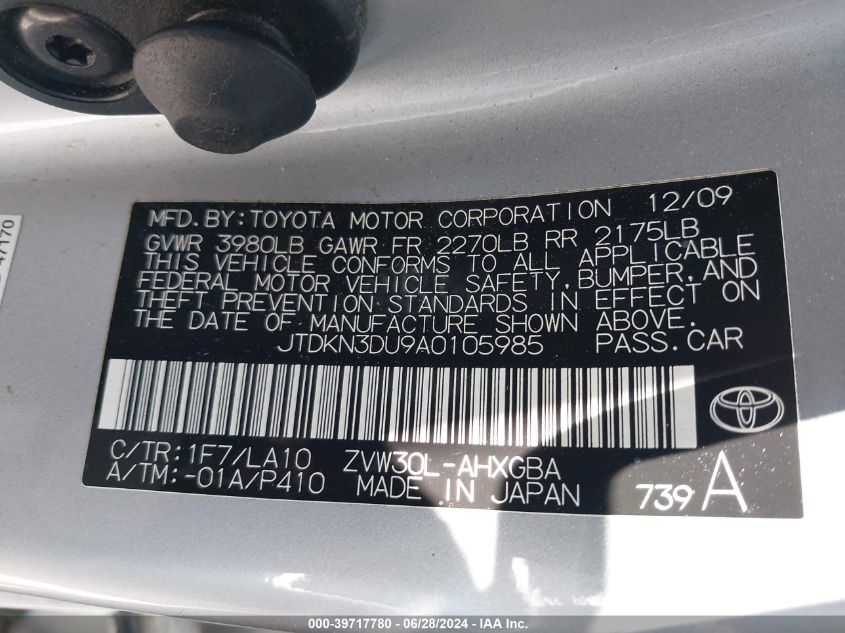 MFD. BY: TOYOTA MOTOR CORPORATION 12/09
GVWR 3980LB GAWR FR 2270LB RR 2175LB
THIS VEHICLE CONFORMS TO ALL APPLICABLE
FEDERAL MOTOR VEHICLE SAFETY, BUMPER, AND
THEFT PREVENTION STANDARDS IN EFFECT ON
THE DATE OF MANUFACTURE SHOWN ABOVE.
JTDKN3DU9A0105985 PASS. CAR
C/TR: 1F7/LA10 ZVW30L-AHXGBA
A/TM: -01A/P410 MADE IN JAPAN 739 A
000-39717780 - 06/28/2024 - IAA Inc.